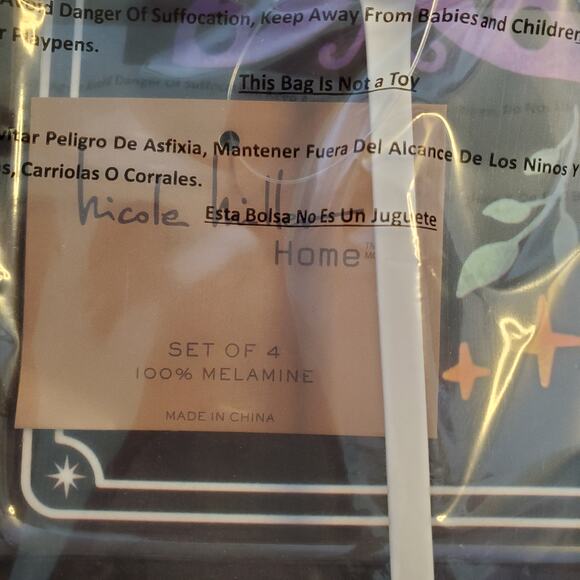 Avoid Danger Of Suffocation, Keep Away From Babies and Children
r Playpens.
This Bag Is Not a Toy
vitar Peligro De Asfixia, Mantener Fuera Del Alcance De Los Ninos Y
s, Carriolas O Corrales.
Esta Bolsa No Es Un Juguete
nicole
Home™
SET OF 4
100% MELAMINE
MADE IN CHINA